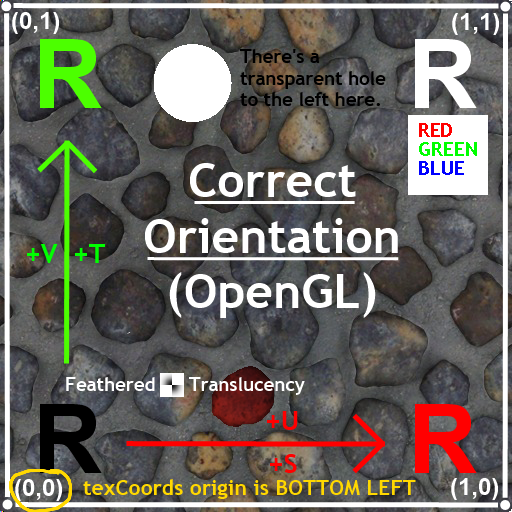 (0,1)
(1,1)
R
There's a
transparent hole
to the left here.
R
RED
GREEN
BLUE
Correct
Orientation
(OpenGL)
+V
+T
Feathered Translucency
R
+U
+S
R
(0,0)
texCoords origin is BOTTOM LEFT
(1,0)